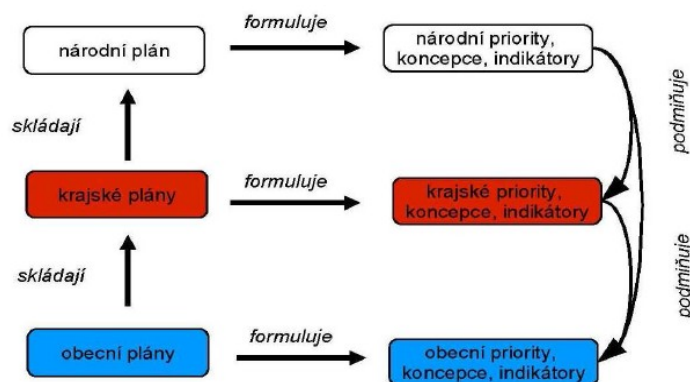 formuluje
národní plán
národní priority,
koncepce, indikátory
podmiňuje
skládají
formuluje
krajské plány
krajské priority,
koncepce, indikátory
podmiňuje
skládají
formuluje
obecní plány
obecní priority,
koncepce, indikátory